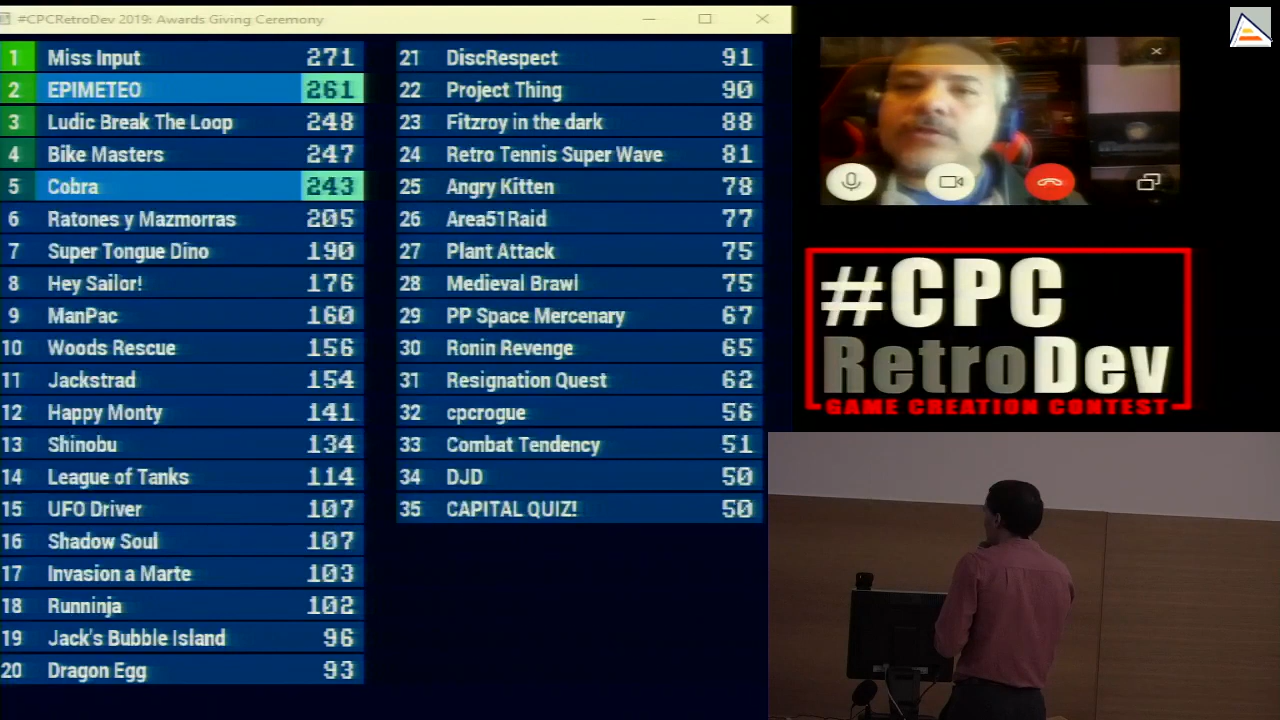 #CPCRetroDev 2019: Awards Giving Ceremony
1 Miss Input 271
2 EPIMETEO 261
3 Ludic Break The Loop 248
4 Bike Masters 247
5 Cobra 243
6 Ratones y Mazmorras 205
7 Super Tongue Dino 190
8 Hey Sailor! 176
9 ManPac 160
10 Woods Rescue 156
11 Jackstrad 154
12 Happy Monty 141
13 Shinobu 134
14 League of Tanks 114
15 UFO Driver 107
16 Shadow Soul 107
17 Invasion a Marte 103
18 Runninja 102
19 Jack's Bubble Island 96
20 Dragon Egg 93
21 DiscRespect 91
22 Project Thing 90
23 Fitzroy in the dark 88
24 Retro Tennis Super Wave 81
25 Angry Kitten 78
26 Area51Raid 77
27 Plant Attack 75
28 Medieval Brawl 75
29 PP Space Mercenary 67
30 Ronin Revenge 65
31 Resignation Quest 62
32 cpcrogue 56
33 Combat Tendency 51
34 DJD 50
35 CAPITAL QUIZ! 50
#CPC
RetroDev
GAME CREATION CONTEST